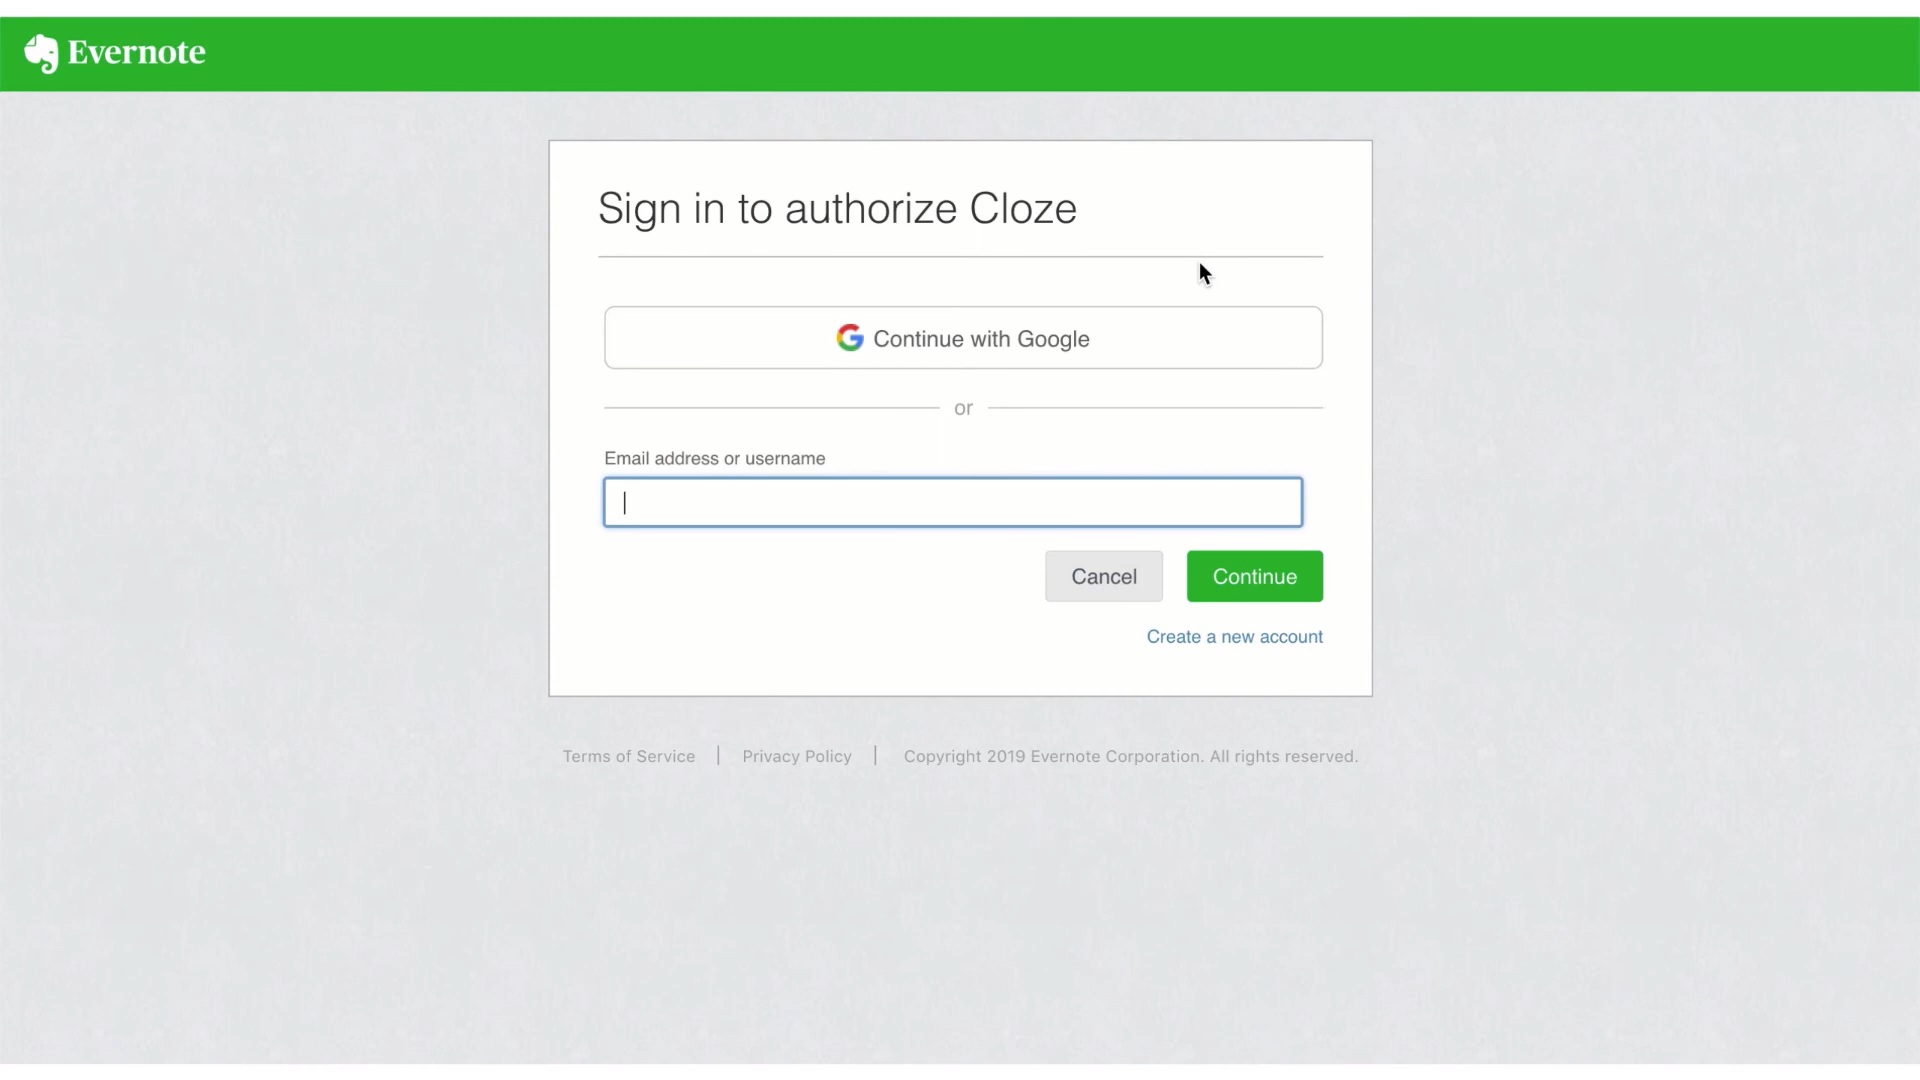 Evernote
Sign in to authorize Cloze
Continue with Google
or
Email address or username
Cancel
Continue
Create a new account
Terms of Service | Privacy Policy | Copyright 2019 Evernote Corporation. All rights reserved.